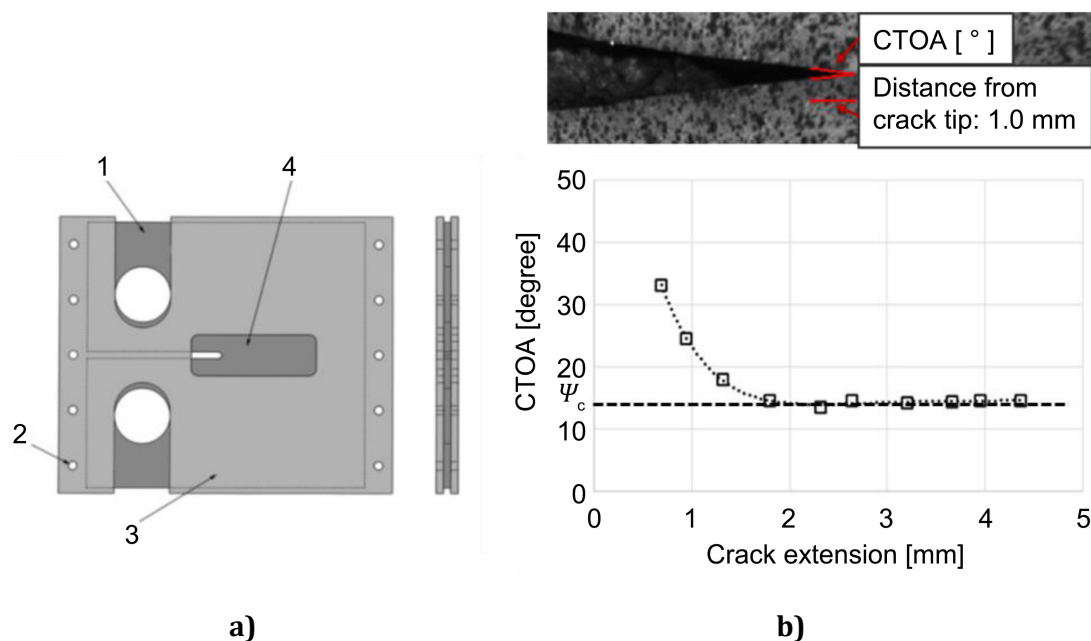 CTOA [ ° ]
Distance from
crack tip: 1.0 mm
1
4
2
3
50
40
30
20
Ψc
10
0
CTOA [degree]
0 1 2 3 4 5
Crack extension [mm]
a)
b)